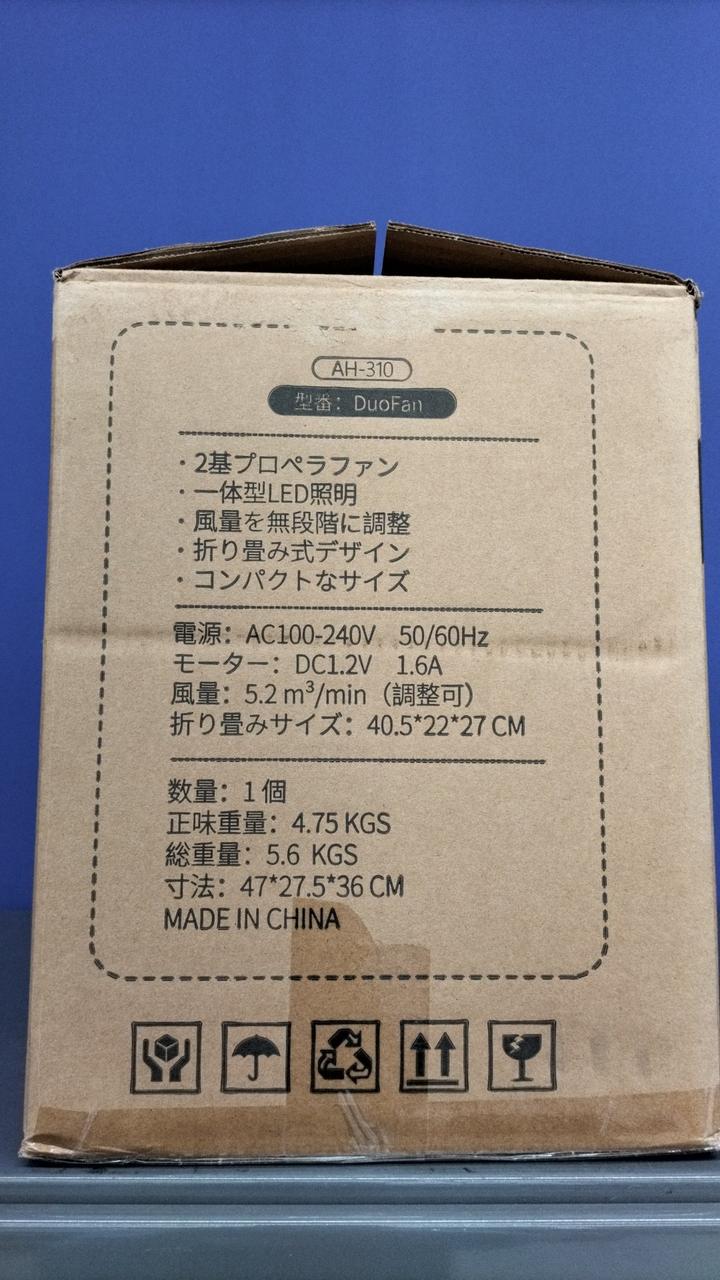 AH-310
型番：DuoFan
・2基プロペラファン
・一体型LED照明
・風量を無段階に調整
・折り畳み式デザイン
・コンパクトなサイズ
電源：AC100-240V 50/60Hz
モーター：DC1.2V 1.6A
風量：5.2 m³/min（調整可）
折り畳みサイズ：40.5*22*27 CM
数量：1 個
正味重量：4.75 KGS
総重量：5.6 KGS
寸法：47*27.5*36 CM
MADE IN CHINA